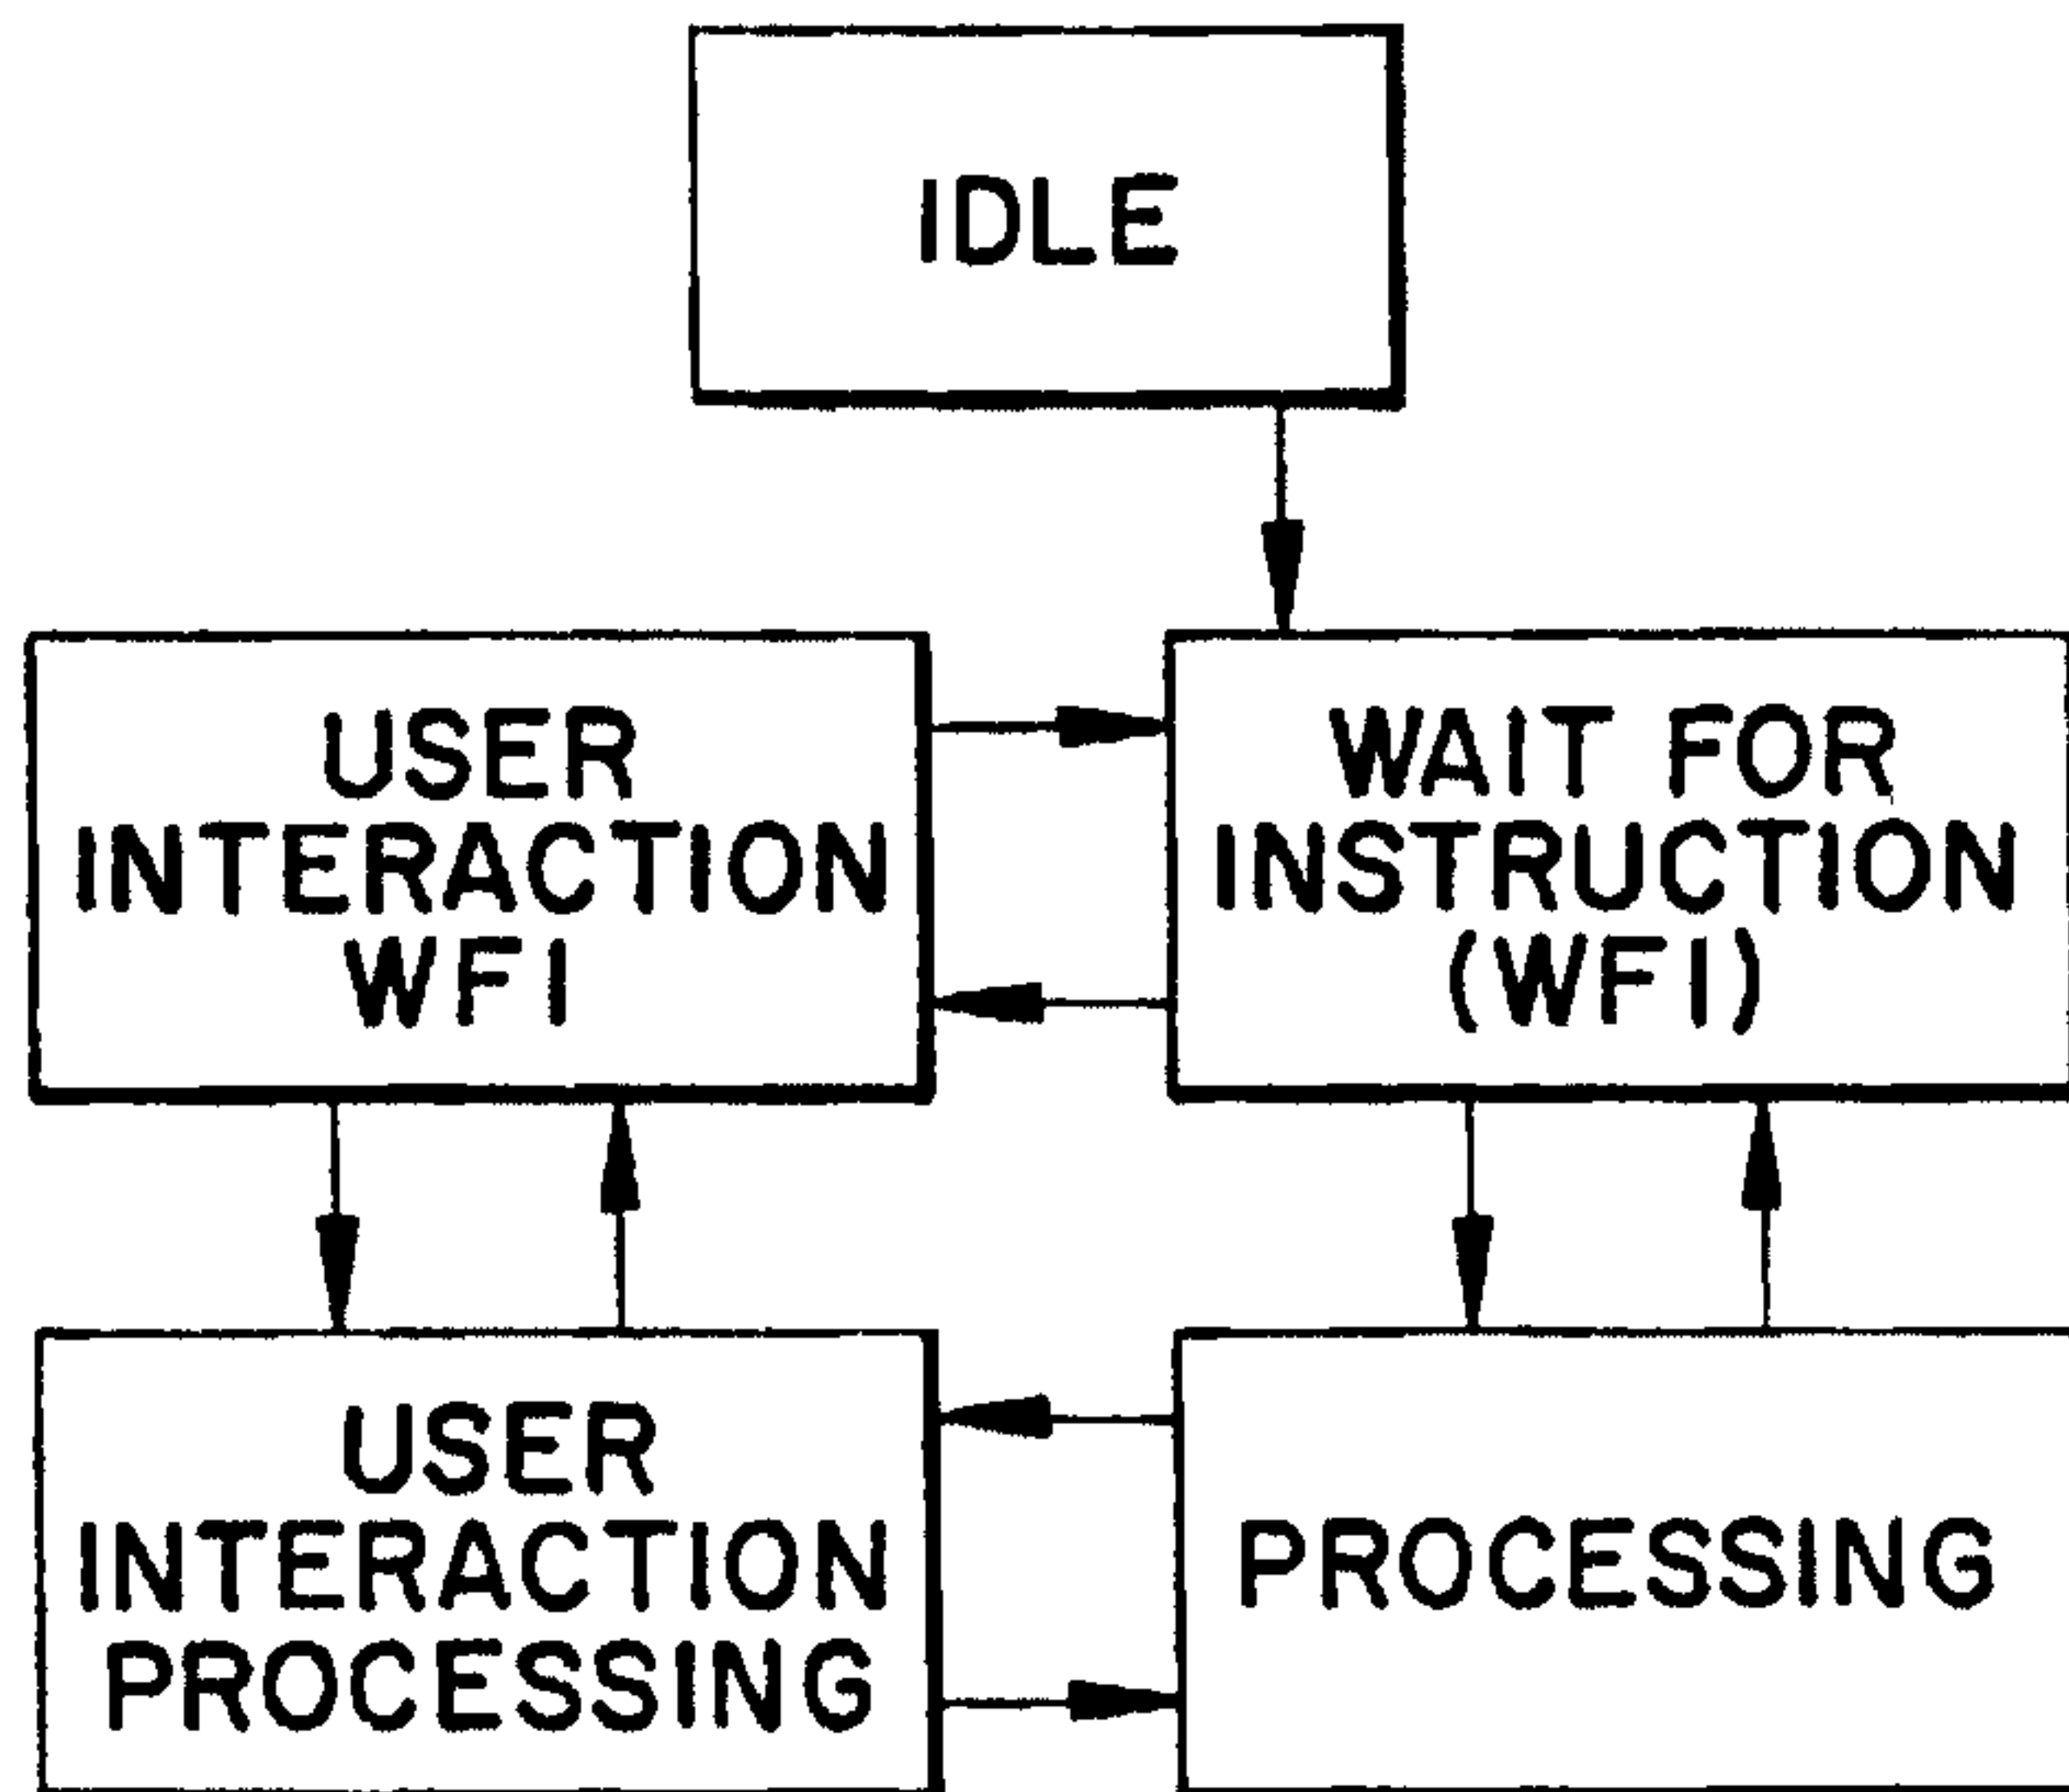 IDLE
USER
INTERACTION
WFI
WAIT FOR
INSTRUCTION
(WFI)
USER
INTERACTION
PROCESSING
PROCESSING